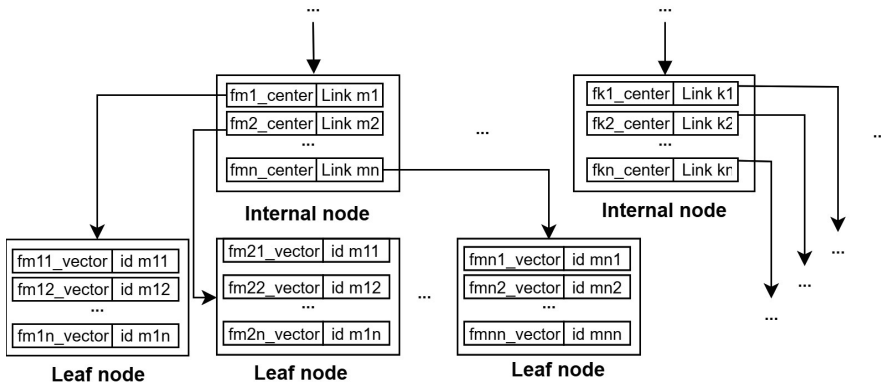 ...
...
fm1_center Link m1
fm2_center Link m2
...
fmn_center Link mn
Internal node
...
fk1_center Link k1
fk2_center Link k2
...
fkn_center Link kn
Internal node
...
fm11_vector id m11
fm12_vector id m12
...
fm1n_vector id m1n
Leaf node
fm21_vector id m11
fm22_vector id m12
...
fm2n_vector id m1n
Leaf node
...
fmn1_vector id mn1
fmn2_vector id mn2
...
fmnn_vector id mnn
Leaf node
...
...
...